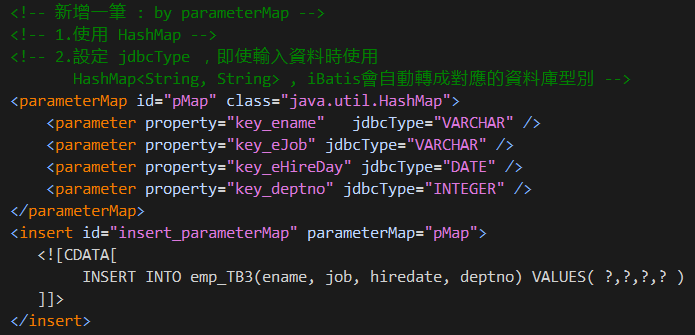 <!-- 新增一筆 : by parameterMap -->
<!-- 1.使用 HashMap -->
<!-- 2.設定 jdbcType ，即使輸入資料時使用
HashMap<String, String> , iBatis會自動轉成對應的資料庫型別 -->
<parameterMap id="pMap" class="java.util.HashMap">
<parameter property="key_ename"   jdbcType="VARCHAR" />
<parameter property="key_eJob" jdbcType="VARCHAR" />
<parameter property="key_eHireDay" jdbcType="DATE" />
<parameter property="key_deptno" jdbcType="INTEGER" />
</parameterMap>
<insert id="insert_parameterMap" parameterMap="pMap">
<![CDATA[
INSERT INTO emp_TB3(ename, job, hiredate, deptno) VALUES( ?,?,?,? )
]]>
</insert>